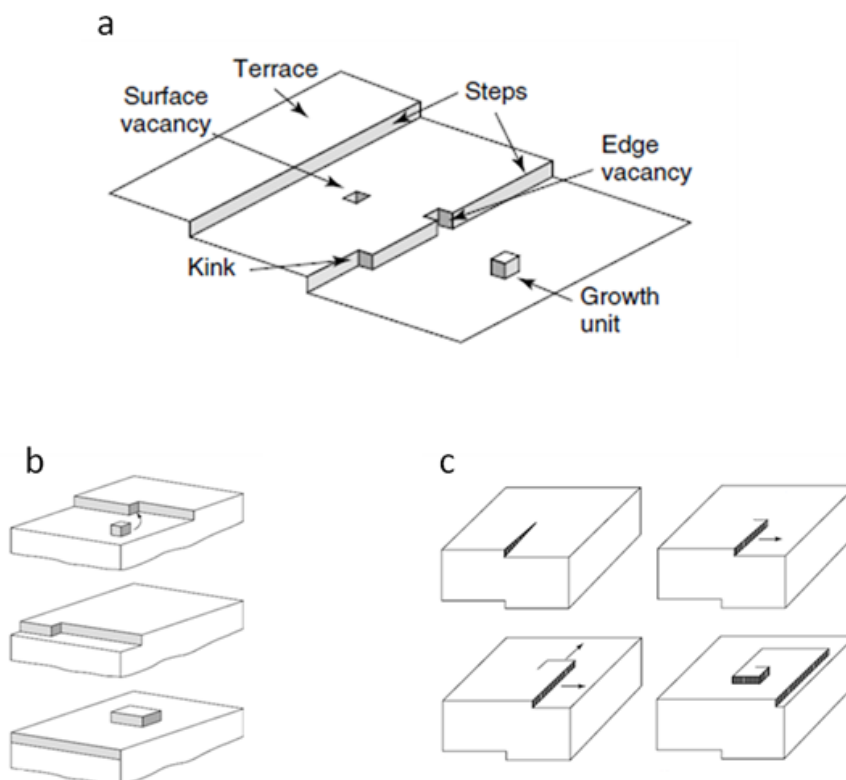 a
Terrace
Surface
vacancy
Steps
Edge
vacancy
Kink
Growth
unit
b
c